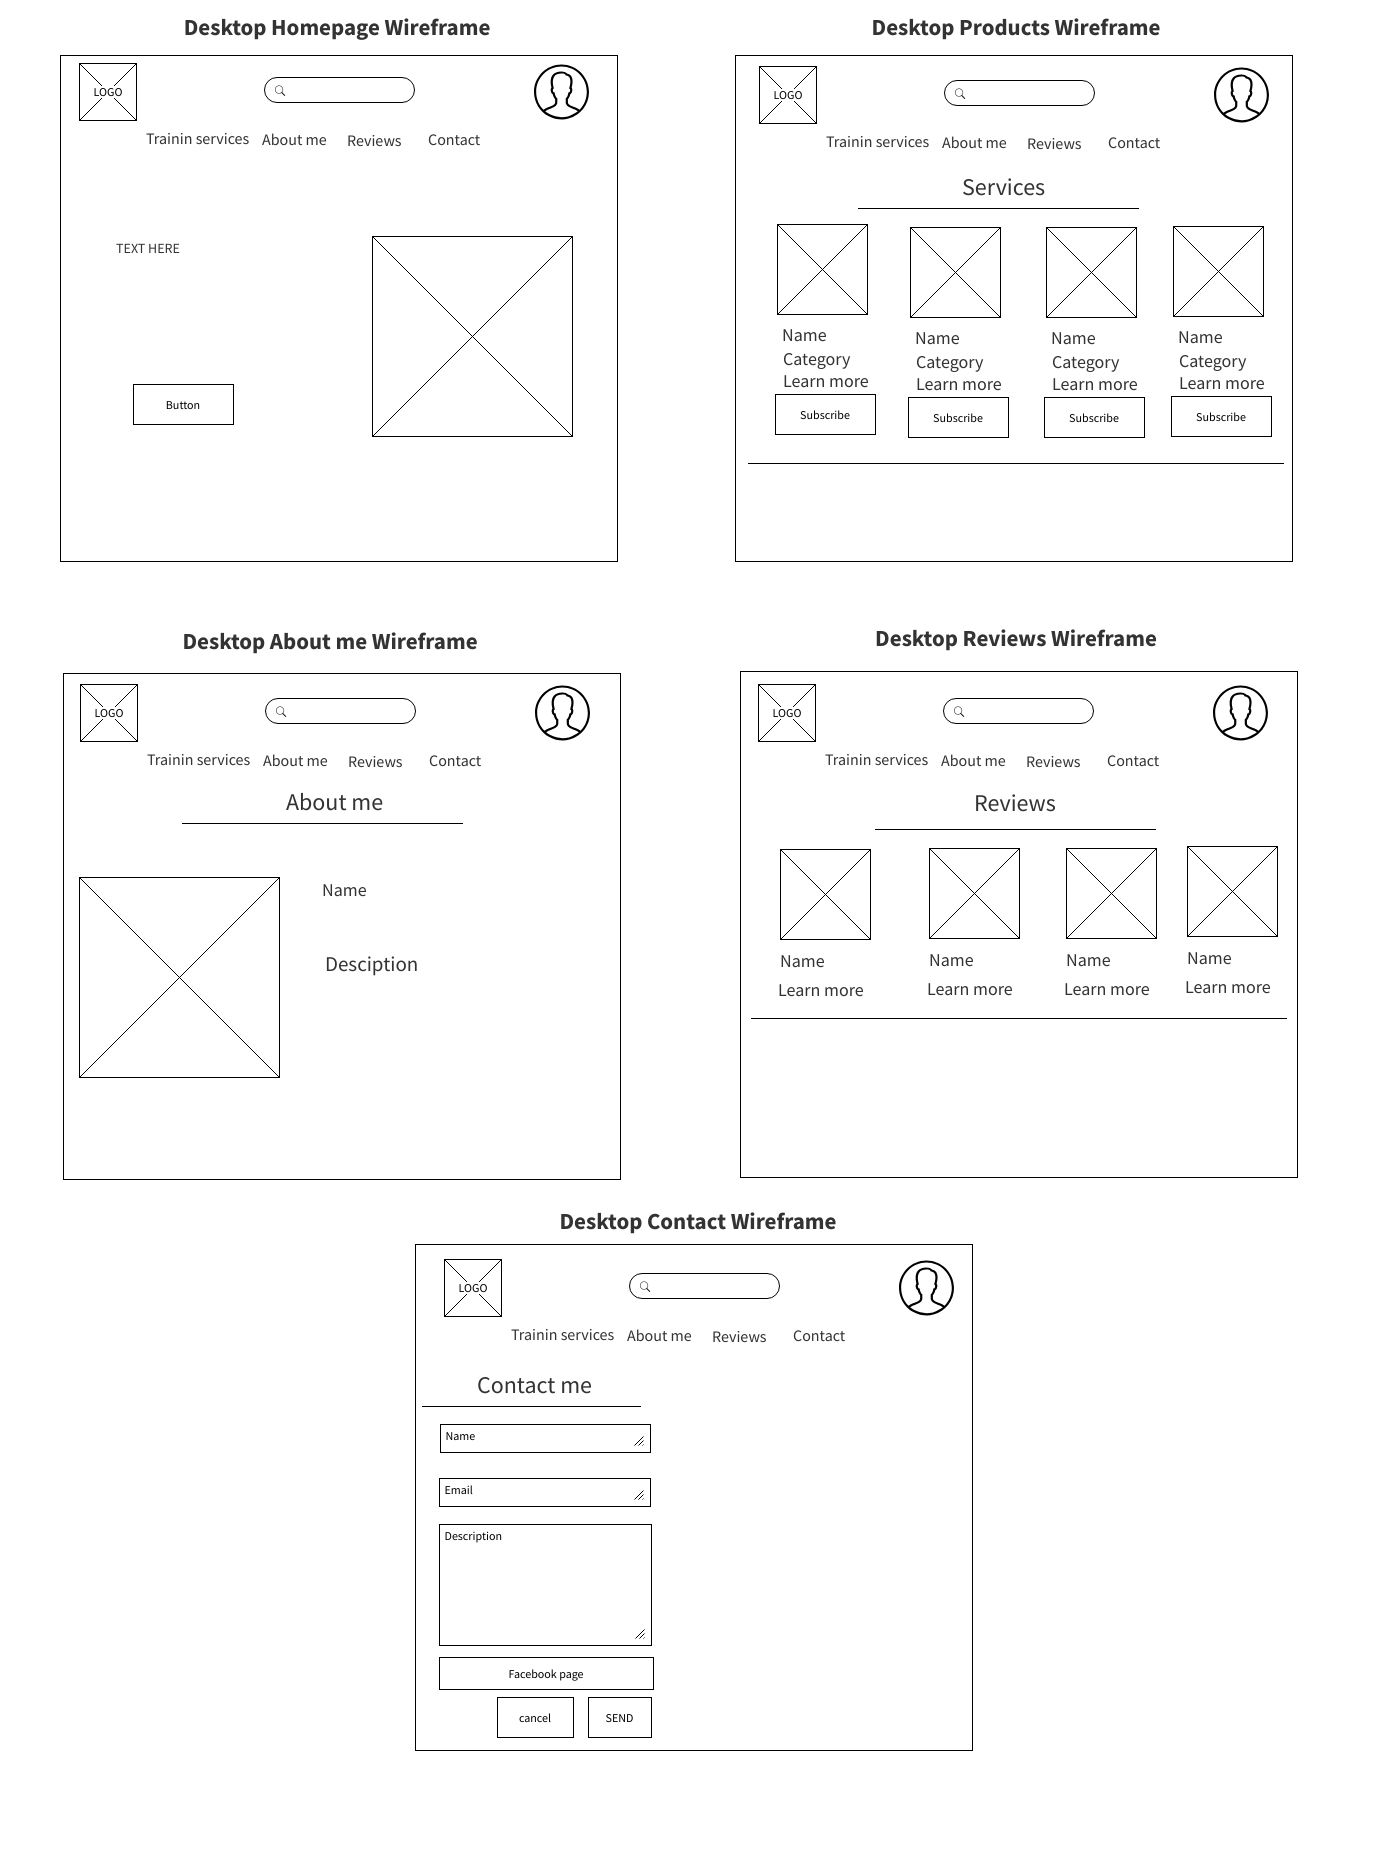 Desktop Homepage Wireframe
LOGO
Trainin services About me Reviews Contact
TEXT HERE
Button
Desktop Products Wireframe
LOGO
Trainin services About me Reviews Contact
Services
Name Name Name Name
Category Category Category Category
Learn more Learn more Learn more Learn more
Subscribe Subscribe Subscribe Subscribe
Desktop About me Wireframe
LOGO
Trainin services About me Reviews Contact
About me
Name
Desciption
Desktop Reviews Wireframe
LOGO
Trainin services About me Reviews Contact
Reviews
Name Name Name Name
Learn more Learn more Learn more Learn more
Desktop Contact Wireframe
LOGO
Trainin services About me Reviews Contact
Contact me
Name
Email
Description
Facebook page
cancel SEND